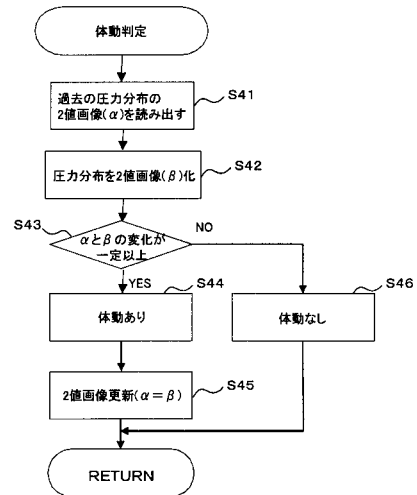 体動判定
過去の圧力分布の
2値画像(α)を読み出す
S41
圧力分布を2値画像(β)化
S42
S43
αとβの変化が
一定以上
NO
YES
S44
体動あり
S46
体動なし
2値画像更新(α=β)
S45
RETURN